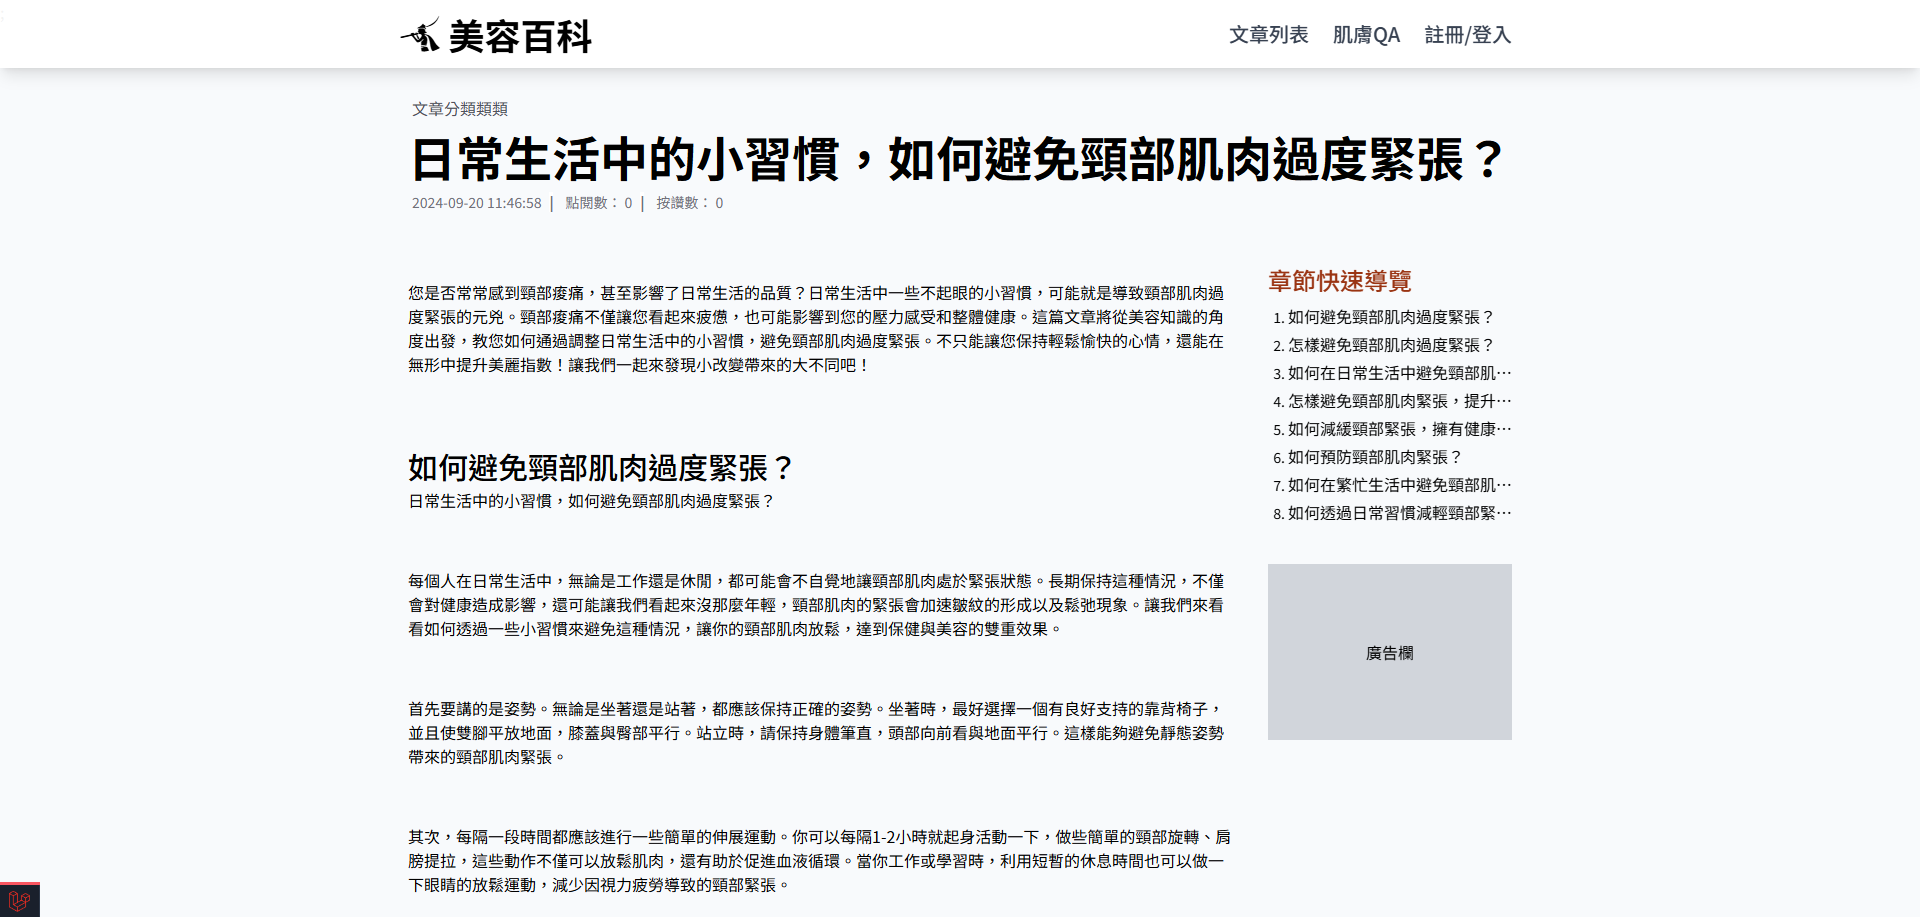 美容百科
文章列表 肌膚QA 註冊/登入
文章分類類類
日常生活中的小習慣，如何避免頸部肌肉過度緊張？
2024-09-20 11:46:58 | 點閱數： 0 | 按讚數： 0
您是否常常感到頸部痠痛，甚至影響了日常生活的品質？日常生活中一些不起眼的小習慣，可能就是導致頸部肌肉過
度緊張的元兇。頸部痠痛不僅讓您看起來疲憊，也可能影響到您的壓力感受和整體健康。這篇文章將從美容知識的角
度出發，教您如何通過調整日常生活中的小習慣，避免頸部肌肉過度緊張。不只能讓您保持輕鬆愉快的心情，還能在
無形中提升美麗指數！讓我們一起來發現小改變帶來的大不同吧！
如何避免頸部肌肉過度緊張？
日常生活中的小習慣，如何避免頸部肌肉過度緊張？
每個人在日常生活中，無論是工作還是休閒，都可能會不自覺地讓頸部肌肉處於緊張狀態。長期保持這種情況，不僅
會對健康造成影響，還可能讓我們看起來沒那麼年輕，頸部肌肉的緊張會加速皺紋的形成以及鬆弛現象。讓我們來看
看如何透過一些小習慣來避免這種情況，讓你的頸部肌肉放鬆，達到保健與美容的雙重效果。
首先要講的是姿勢。無論是坐著還是站著，都應該保持正確的姿勢。坐著時，最好選擇一個有良好支持的靠背椅子，
並且使雙腳平放地面，膝蓋與臀部平行。站立時，請保持身體筆直，頭部向前看與地面平行。這樣能夠避免靜態姿勢
帶來的頸部肌肉緊張。
其次，每隔一段時間都應該進行一些簡單的伸展運動。你可以每隔1-2小時就起身活動一下，做些簡單的頸部旋轉、肩
膀提拉，這些動作不僅可以放鬆肌肉，還有助於促進血液循環。當你工作或學習時，利用短暫的休息時間也可以做一
下眼睛的放鬆運動，減少因視力疲勞導致的頸部緊張。
章節快速導覽
1. 如何避免頸部肌肉過度緊張？
2. 怎樣避免頸部肌肉過度緊張？
3. 如何在日常生活中避免頸部肌…
4. 怎樣避免頸部肌肉緊張，提升…
5. 如何減緩頸部緊張，擁有健康…
6. 如何預防頸部肌肉緊張？
7. 如何在繁忙生活中避免頸部肌…
8. 如何透過日常習慣減輕頸部緊…
廣告欄